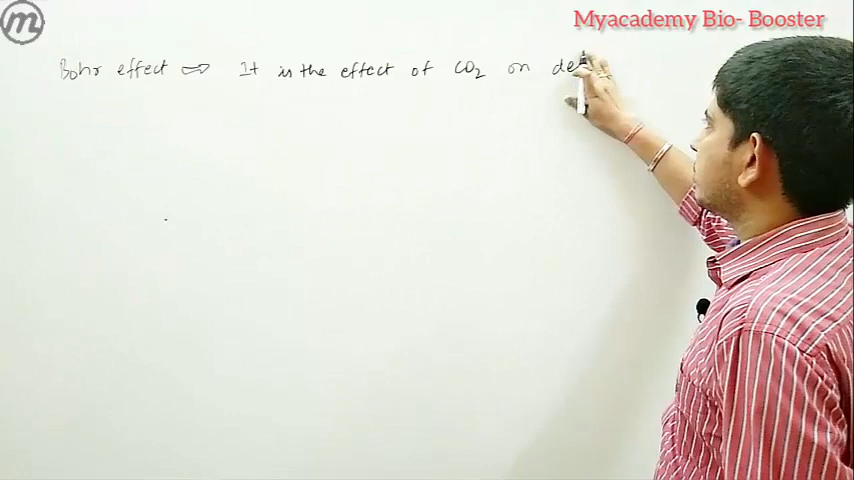 m
Myacademy Bio- Booster
Bohr effect ⇒ It is the effect of CO2 on de